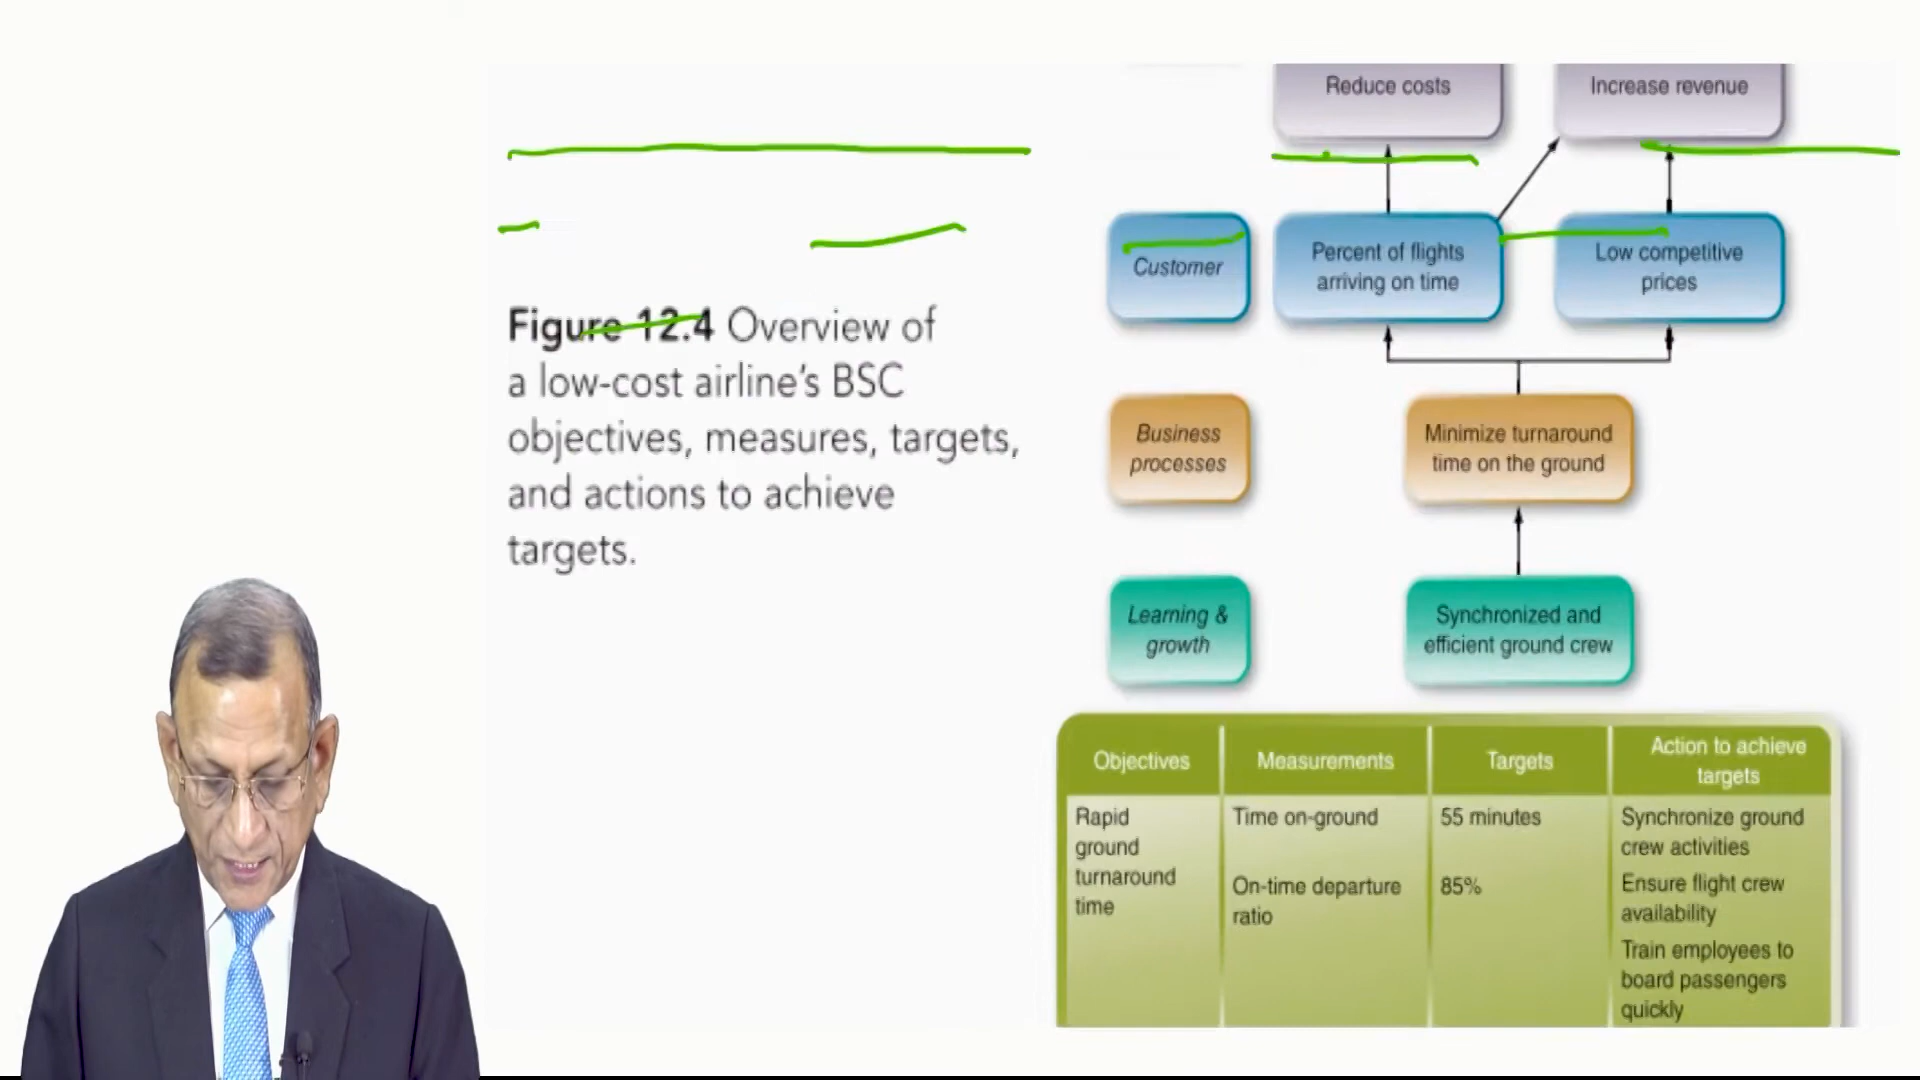 Reduce costs
Increase revenue
Customer
Percent of flights
arriving on time
Low competitive
prices
Figure 12.4 Overview of
a low-cost airline's BSC
objectives, measures, targets,
and actions to achieve
targets.
Business
processes
Minimize turnaround
time on the ground
Learning &
growth
Synchronized and
efficient ground crew
Objectives
Measurements
Targets
Action to achieve
targets
Rapid
ground
turnaround
time
Time on-ground
On-time departure
ratio
55 minutes
85%
Synchronize ground
crew activities
Ensure flight crew
availability
Train employees to
board passengers
quickly